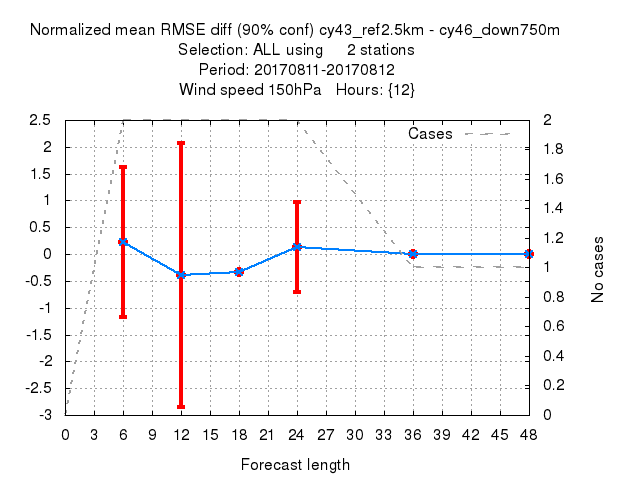 Normalized mean RMSE diff (90% conf) cy43_ref2.5km - cy46_down750m
Selection: ALL using 2 stations
Period: 20170811-20170812
Wind speed 150hPa Hours: {12}
Cases
2.5
2
1.5
1
0.5
0
-0.5
-1
-1.5
-2
-2.5
-3
2
1.8
1.6
1.4
1.2
1
0.8
0.6
0.4
0.2
0
No cases
0 3 6 9 12 15 18 21 24 27 30 33 36 39 42 45 48
Forecast length